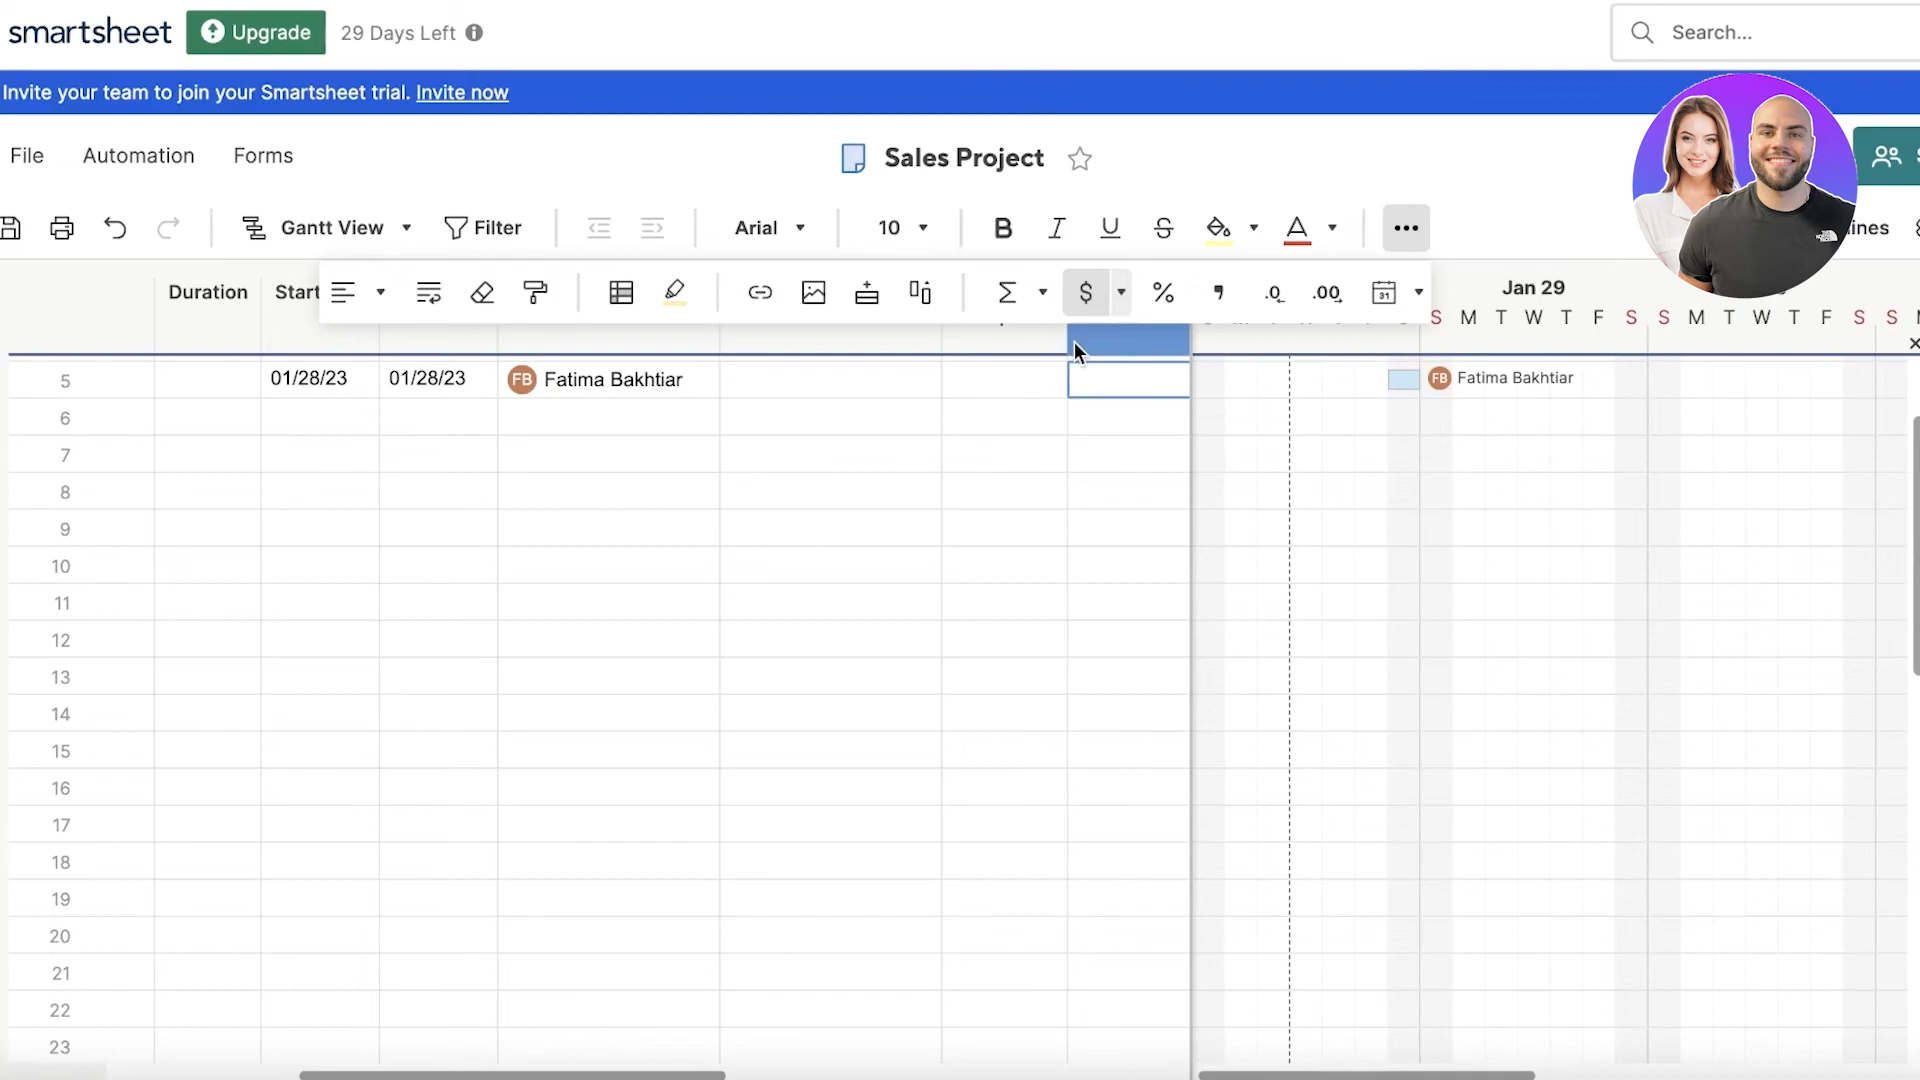 smartsheet Upgrade 29 Days Left Search...
Invite your team to join your Smartsheet trial. Invite now
File Automation Forms Sales Project
Gantt View Filter Arial 10 B I U S A ines
$ % .0 .00 31
Duration Start Jan 29
S M T W T F S S M T W T F S S
5 01/28/23 01/28/23 FB Fatima Bakhtiar FB Fatima Bakhtiar
6
7
8
9
10
11
12
13
14
15
16
17
18
19
20
21
22
23